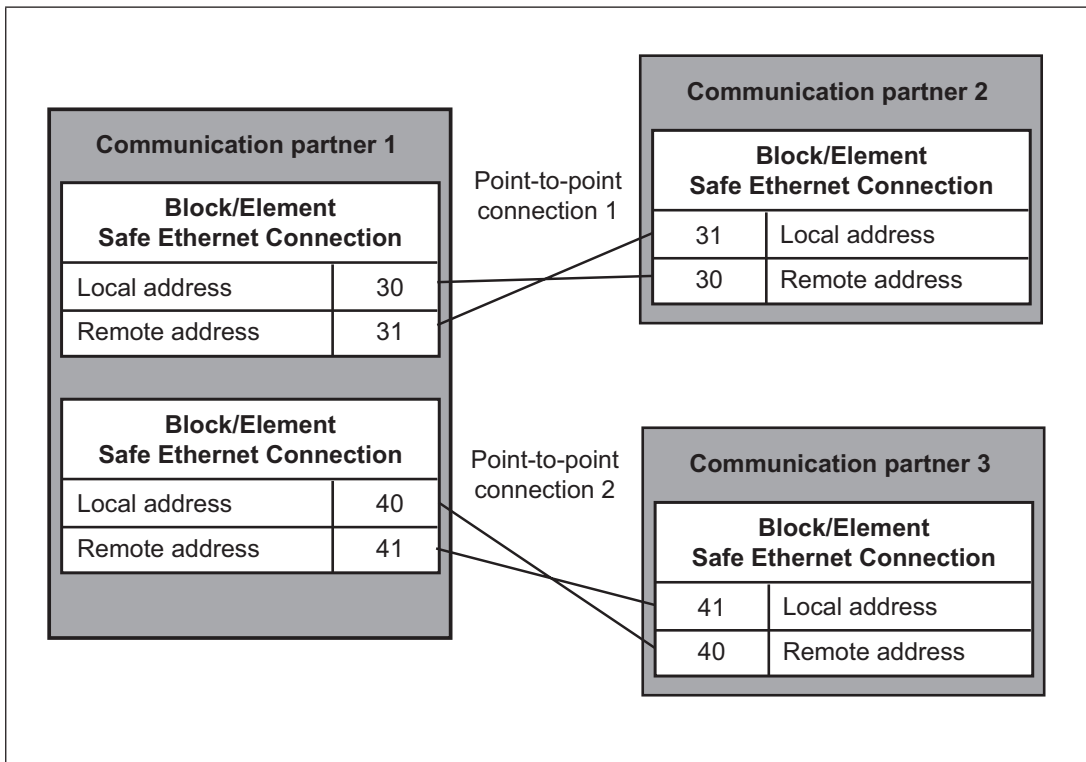 Communication partner 1
Block/Element
Safe Ethernet Connection
Local address 30
Remote address 31
Block/Element
Safe Ethernet Connection
Local address 40
Remote address 41
Point-to-point
connection 1
Point-to-point
connection 2
Communication partner 2
Block/Element
Safe Ethernet Connection
31 Local address
30 Remote address
Communication partner 3
Block/Element
Safe Ethernet Connection
41 Local address
40 Remote address